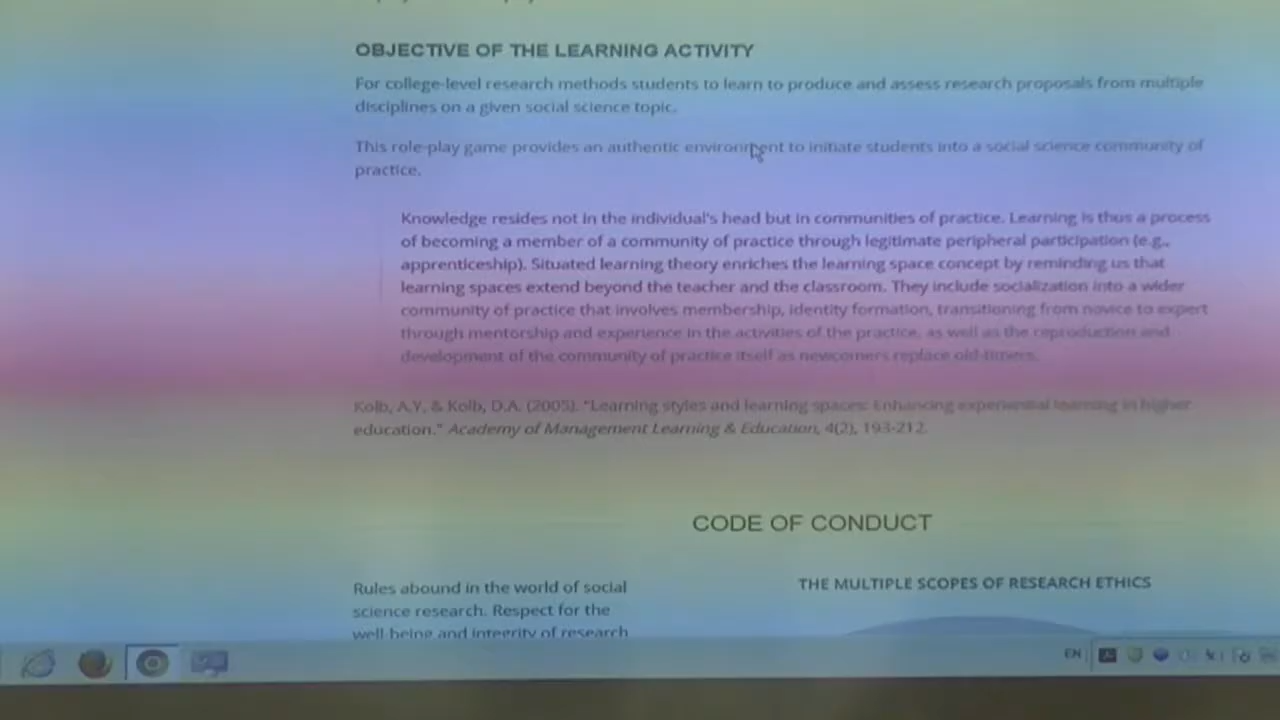 OBJECTIVE OF THE LEARNING ACTIVITY
For college-level research methods students to learn to produce and assess research proposals from multiple
disciplines on a given social science topic.
This role-play game provides an authentic environment to initiate students into a social science community of
practice.
Knowledge resides not in the individual's head but in communities of practice. Learning is thus a process
of becoming a member of a community of practice through legitimate peripheral participation (e.g.,
apprenticeship). Situated learning theory enriches the learning space concept by reminding us that
learning spaces extend beyond the teacher and the classroom. They include socialization into a wider
community of practice that involves membership, identity formation, transitioning from novice to expert
through mentorship and experience in the activities of the practice, as well as the reproduction and
development of the community of practice itself as newcomers replace old-timers.
Kolb, A.Y. & Kolb, D.A. (2005). "Learning styles and learning spaces: Enhancing experiential learning in higher
education." Academy of Management Learning & Education, 4(2), 193-212.
CODE OF CONDUCT
Rules abound in the world of social
science research. Respect for the
well-being and integrity of research
THE MULTIPLE SCOPES OF RESEARCH ETHICS
EN